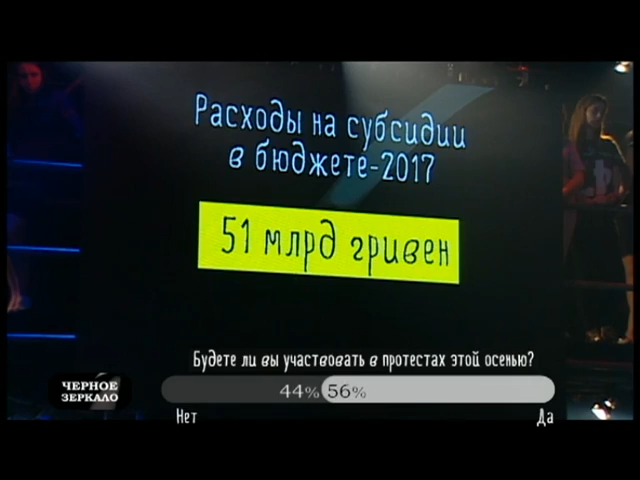 Расходы на субсидии
в бюджете-2017
51 млрд гривен
Будете ли вы участвовать в протестах этой осенью?
44% 56%
Нет Да
ЧЕРНОЕ
ЗЕРКАЛО